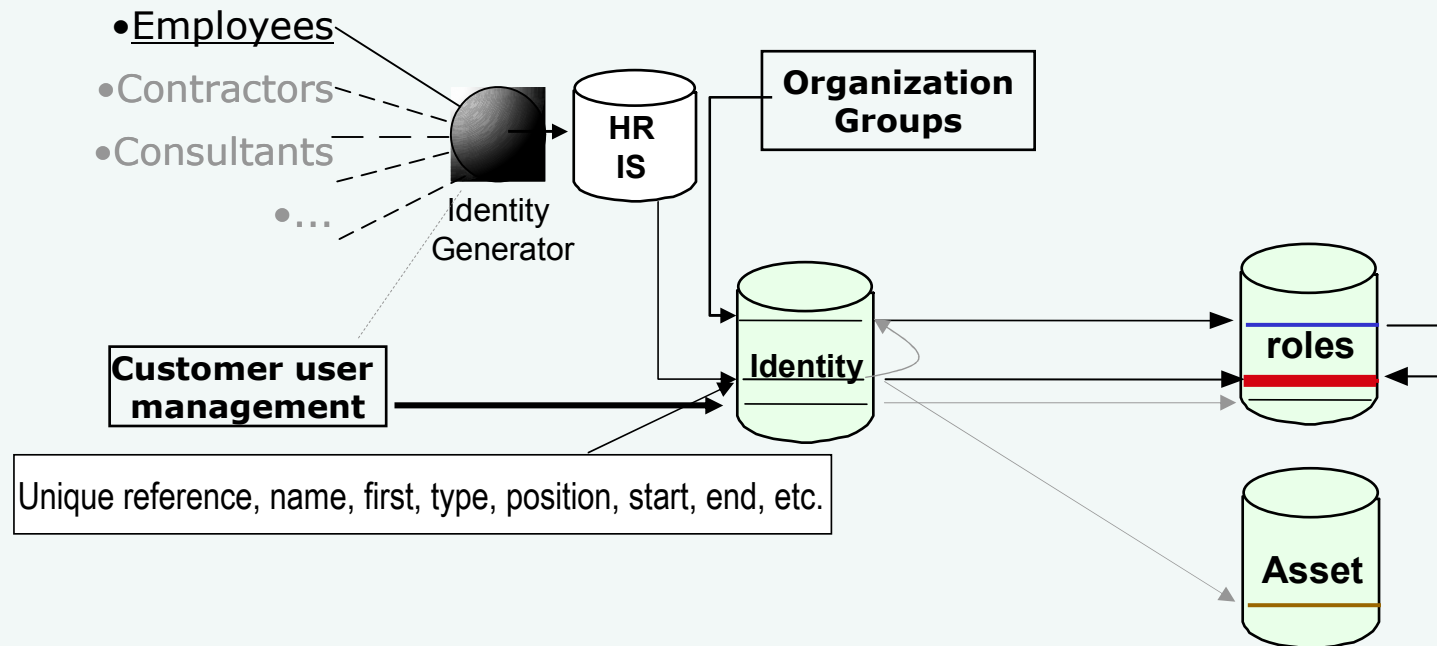 •Employees
•Contractors
•Consultants
•...
Identity
Generator
HR
IS
Organization
Groups
Customer user
management
Identity
roles
Unique reference, name, first, type, position, start, end, etc.
Asset